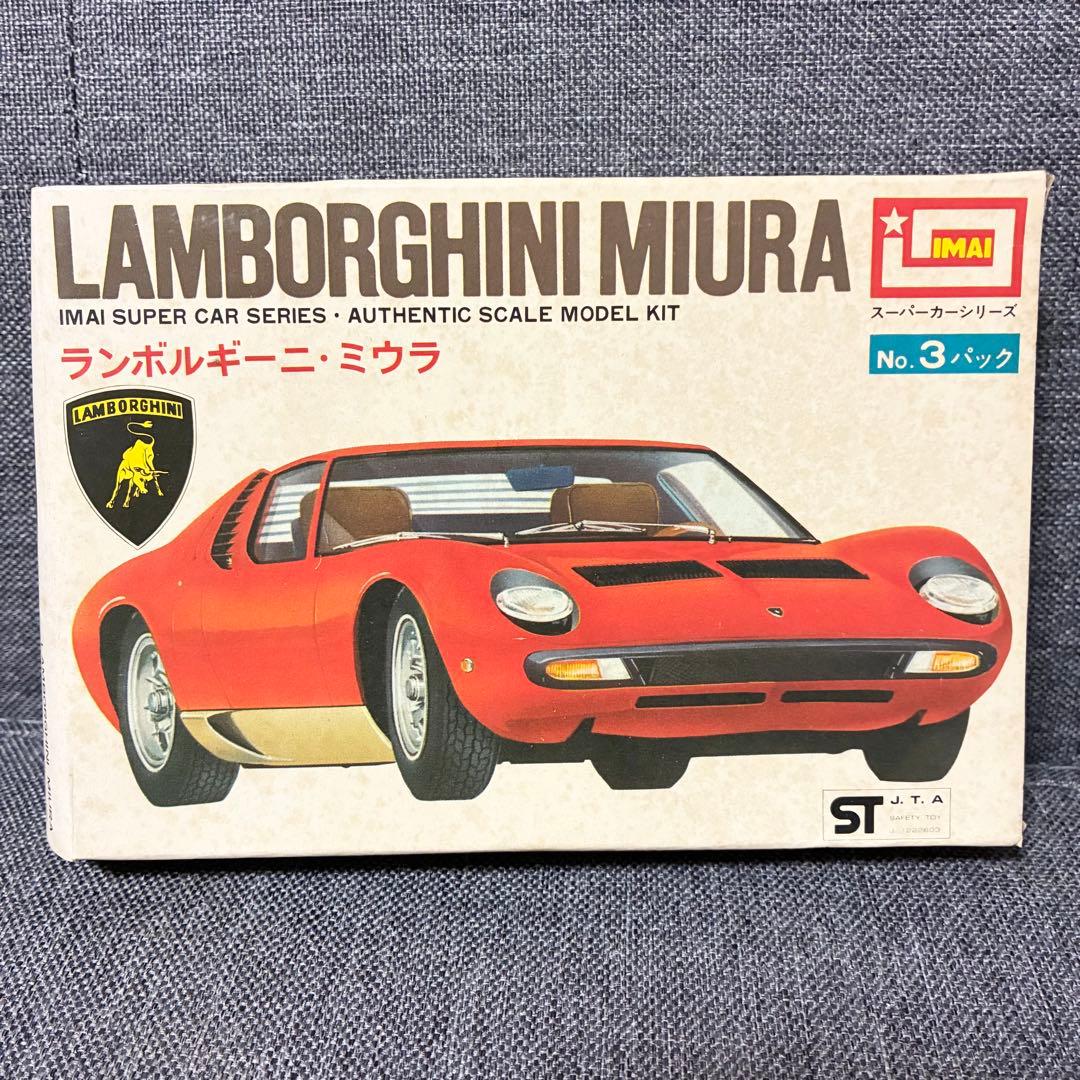 LAMBORGHINI MIURA
IMAI
IMAI SUPER CAR SERIES・AUTHENTIC SCALE MODEL KIT
スーパーカーシリーズ
ランボルギーニ・ミウラ
No.3パック
LAMBORGHINI
ST J. T. A
SAFETY TOY
MIURA